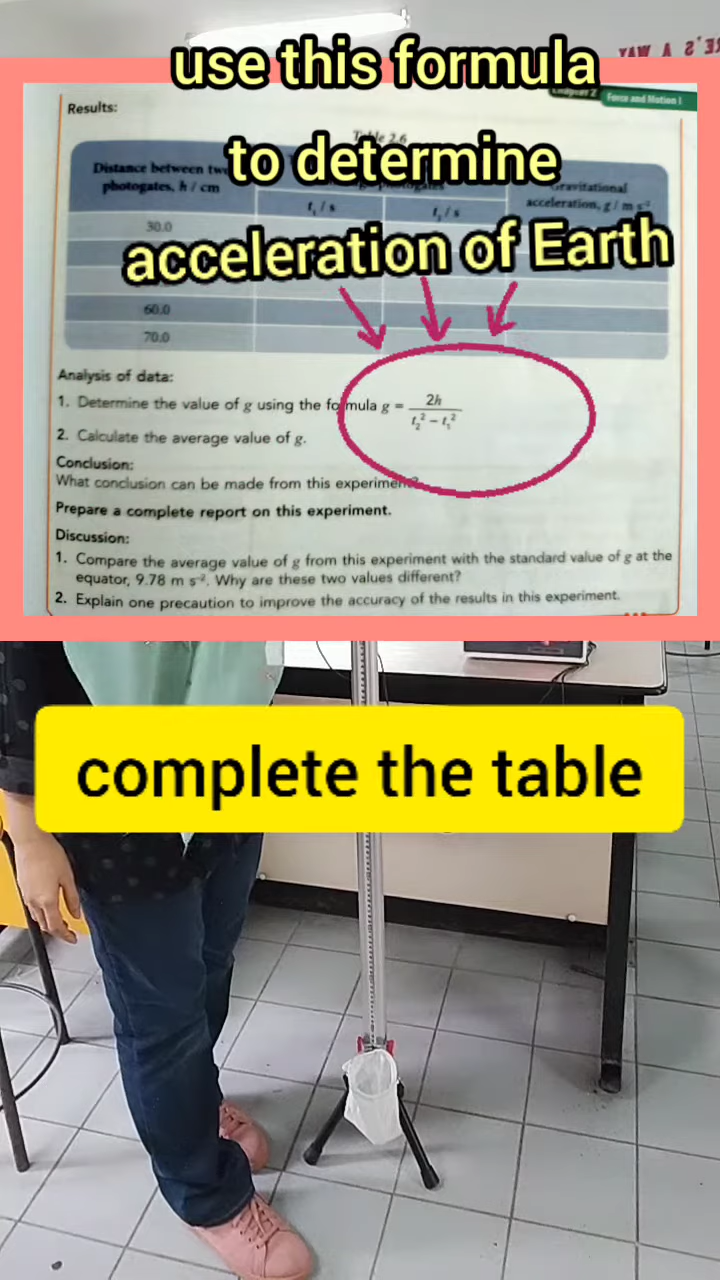 use this formula
to determine
acceleration of Earth
Force and Motion I
Results:
Distance between
photogates, h / cm
t₁ / s
t₂ / s
Gravitational
acceleration, g / m s⁻²
30.0
60.0
70.0
Analysis of data:
1. Determine the value of g using the formula g = 2h / t₂² – t₁²
2. Calculate the average value of g.
Conclusion:
What conclusion can be made from this experiment?
Prepare a complete report on this experiment.
Discussion:
1. Compare the average value of g from this experiment with the standard value of g at the
equator, 9.78 m s⁻². Why are these two values different?
2. Explain one precaution to improve the accuracy of the results in this experiment.
complete the table